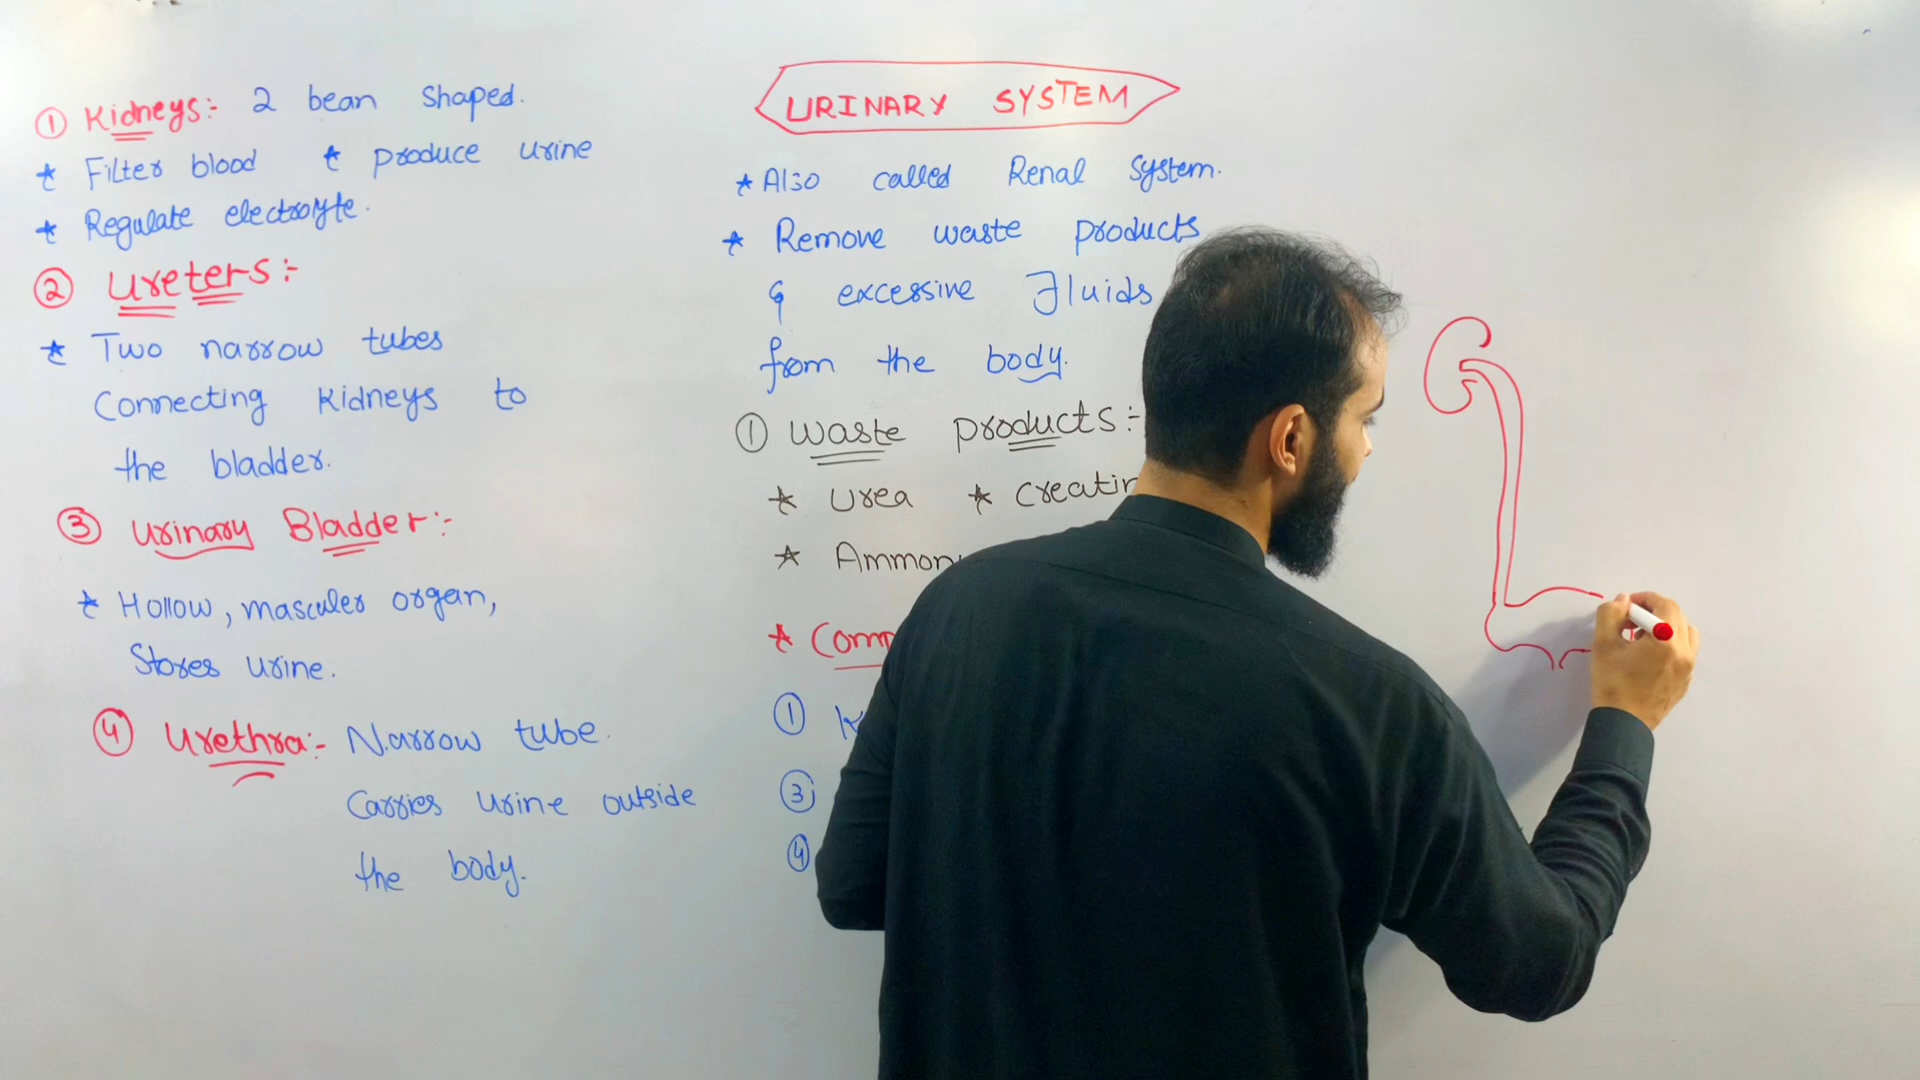 ① Kidneys:- 2 bean shaped.
* Filter blood * produce urine
* Regulate electrolyte.
② Ureters:-
* Two narrow tubes
Connecting Kidneys to
the bladder.
③ Urinary Bladder:-
* Hollow, masculer organ,
Stores urine.
④ Urethra:- Narrow tube.
Carries urine outside
the body.
URINARY SYSTEM
* Also called Renal System.
* Remove waste products
& excessive Fluids
from the body.
① Waste products:-
* Urea *
*
*
①
③
④